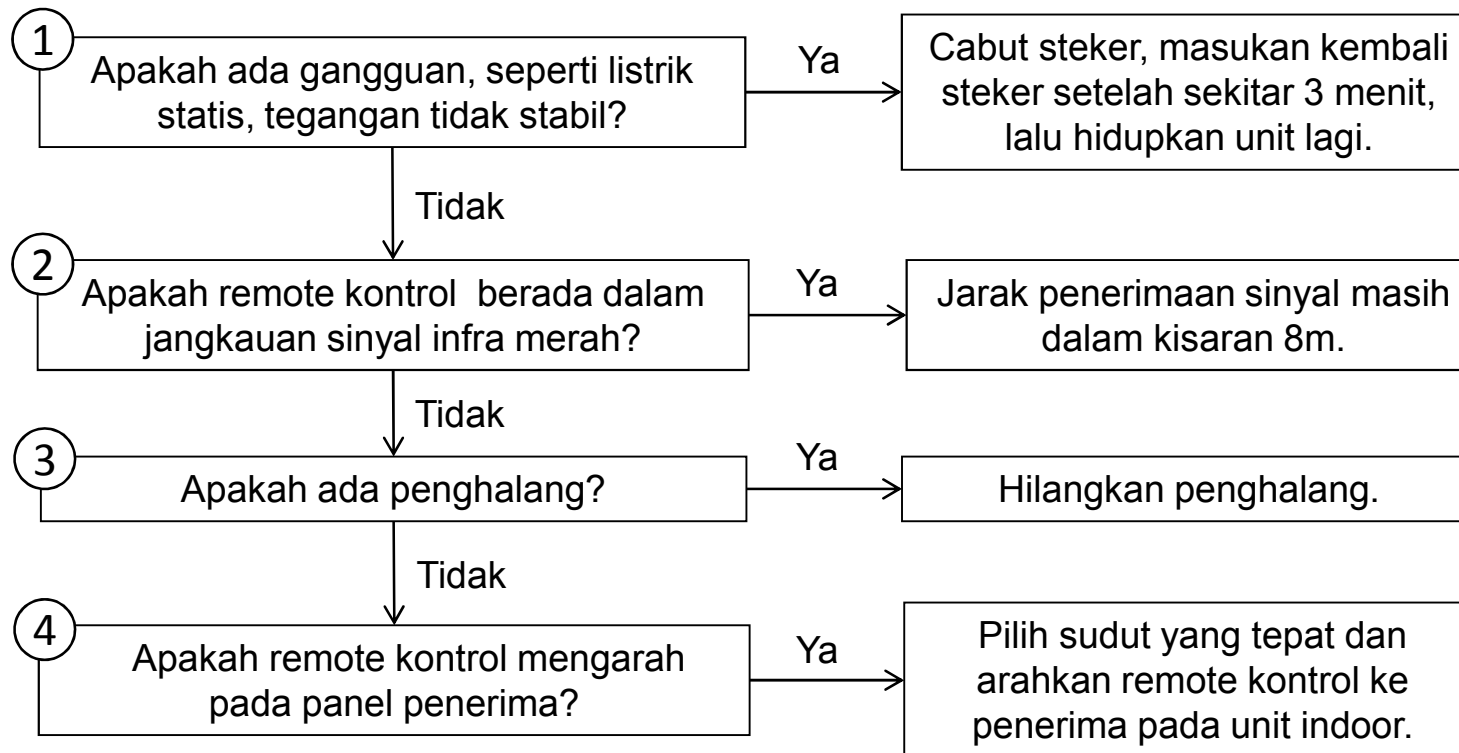 1
Apakah ada gangguan, seperti listrik
statis, tegangan tidak stabil?
Ya
Cabut steker, masukan kembali
steker setelah sekitar 3 menit,
lalu hidupkan unit lagi.
Tidak
2
Apakah remote kontrol  berada dalam
jangkauan sinyal infra merah?
Ya
Jarak penerimaan sinyal masih
dalam kisaran 8m.
Tidak
3
Apakah ada penghalang?
Ya
Hilangkan penghalang.
Tidak
4
Apakah remote kontrol mengarah
pada panel penerima?
Ya
Pilih sudut yang tepat dan
arahkan remote kontrol ke
penerima pada unit indoor.